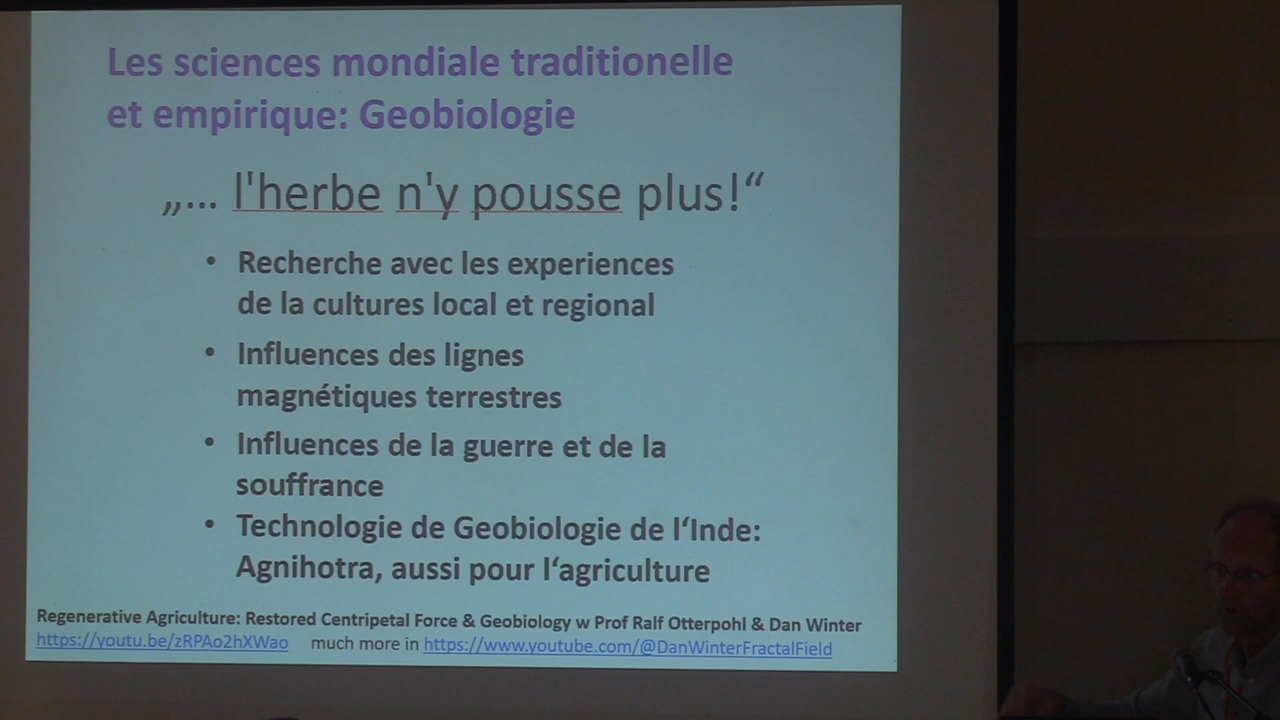 Les sciences mondiale traditionelle
et empirique: Geobiologie
„... l'herbe n'y pousse plus!“
• Recherche avec les experiences
de la cultures local et regional
• Influences des lignes
magnétiques terrestres
• Influences de la guerre et de la
souffrance
• Technologie de Geobiologie de l‘Inde:
Agnihotra, aussi pour l‘agriculture
Regenerative Agriculture: Restored Centripetal Force & Geobiology w Prof Ralf Otterpohl & Dan Winter
https://youtu.be/zRPAo2hXWao much more in https://www.youtube.com/@DanWinterFractalField